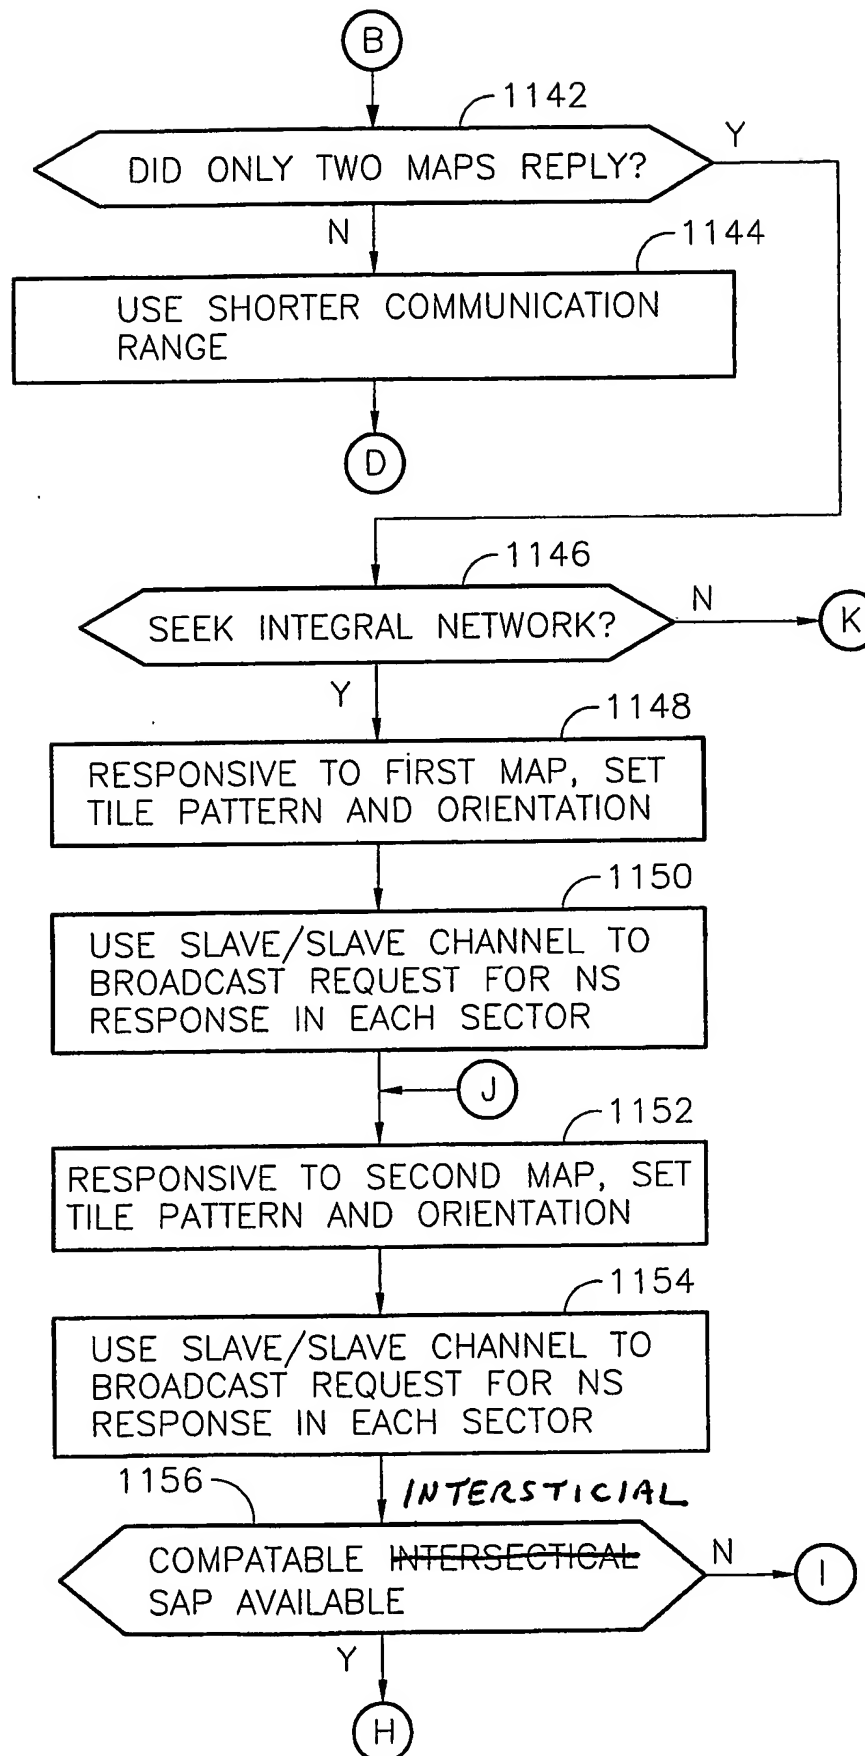 B
1142
DID ONLY TWO MAPS REPLY?
Y
N
1144
USE SHORTER COMMUNICATION
RANGE
D
1146
SEEK INTEGRAL NETWORK?
N
K
Y
1148
RESPONSIVE TO FIRST MAP, SET
TILE PATTERN AND ORIENTATION
1150
USE SLAVE/SLAVE CHANNEL TO
BROADCAST REQUEST FOR NS
RESPONSE IN EACH SECTOR
J
1152
RESPONSIVE TO SECOND MAP, SET
TILE PATTERN AND ORIENTATION
1154
USE SLAVE/SLAVE CHANNEL TO
BROADCAST REQUEST FOR NS
RESPONSE IN EACH SECTOR
1156
INTERSTICIAL
COMPATABLE INTERSECTICAL
SAP AVAILABLE
N
I
Y
H